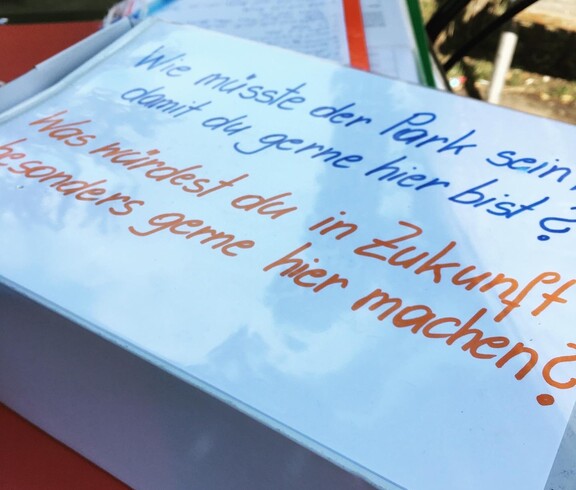 Wie müsste der Park sein,
damit du gerne hier bist?
Was würdest du in Zukunft
besonders gerne hier machen?